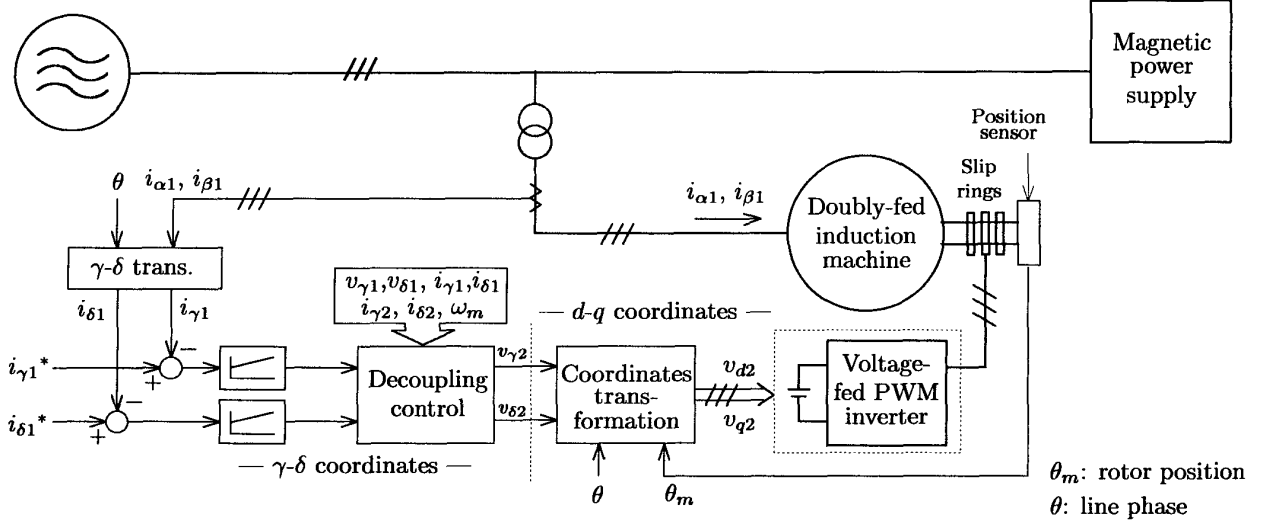 Magnetic
power
supply
Position
sensor
Slip
rings
θ
iα1, iβ1
iα1, iβ1
Doubly-fed
induction
machine
γ-δ trans.
iδ1
iγ1
vγ1,vδ1, iγ1,iδ1
iγ2, iδ2, ωm
— d-q coordinates —
iγ1*
−
+
iδ1*
−
+
Decoupling
control
vγ2
vδ2
Coordinates
trans-
formation
vd2
vq2
Voltage-
fed PWM
inverter
— γ-δ coordinates —
θ
θm
θm: rotor position
θ: line phase